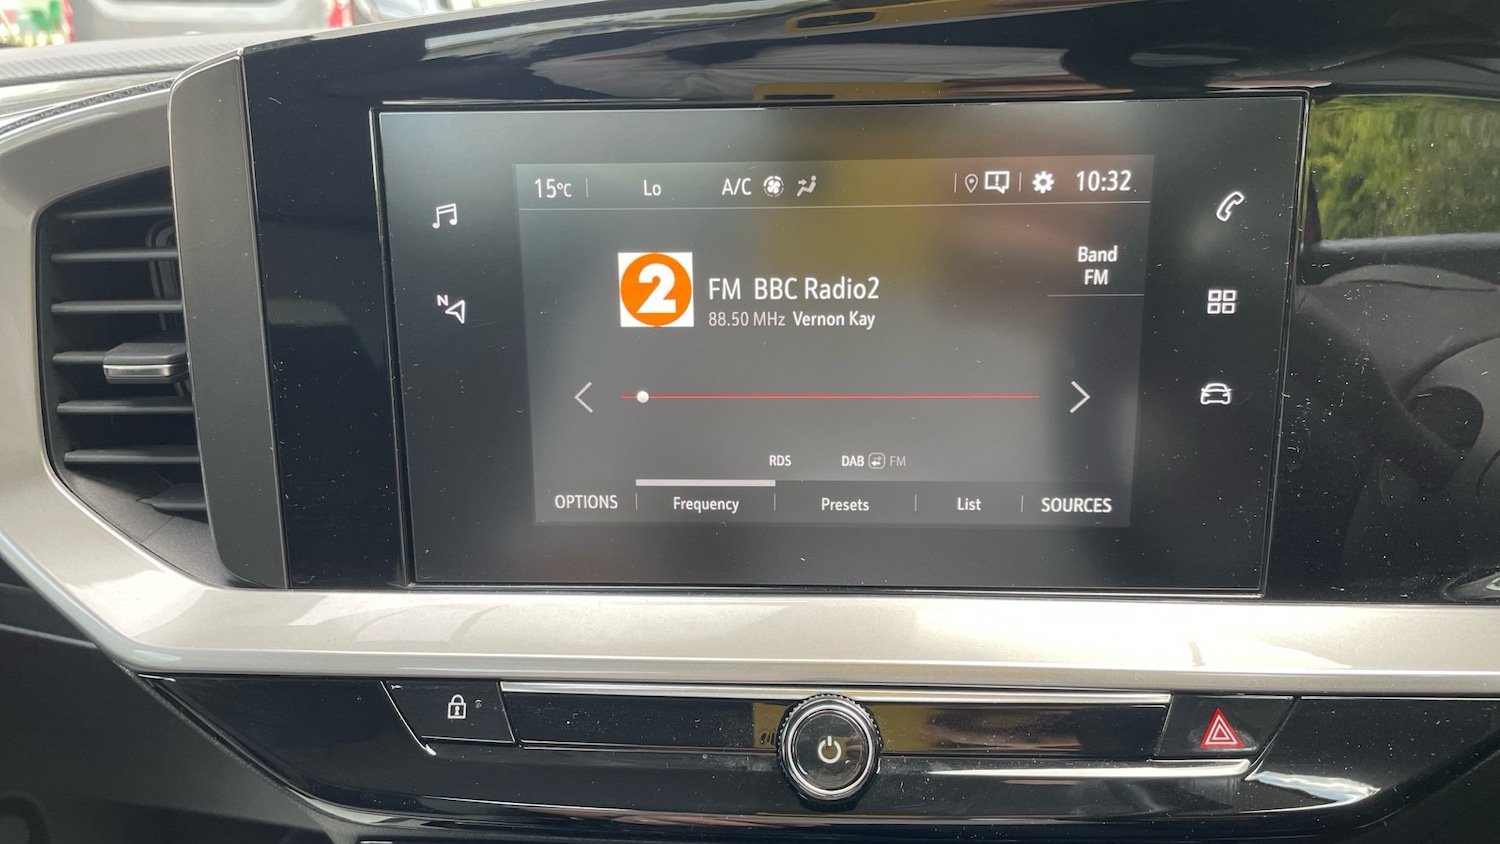 15°C Lo A/C 10:32
N
Band
FM
2
FM BBC Radio2
88.50 MHz Vernon Kay
RDS DAB FM
OPTIONS Frequency Presets List SOURCES